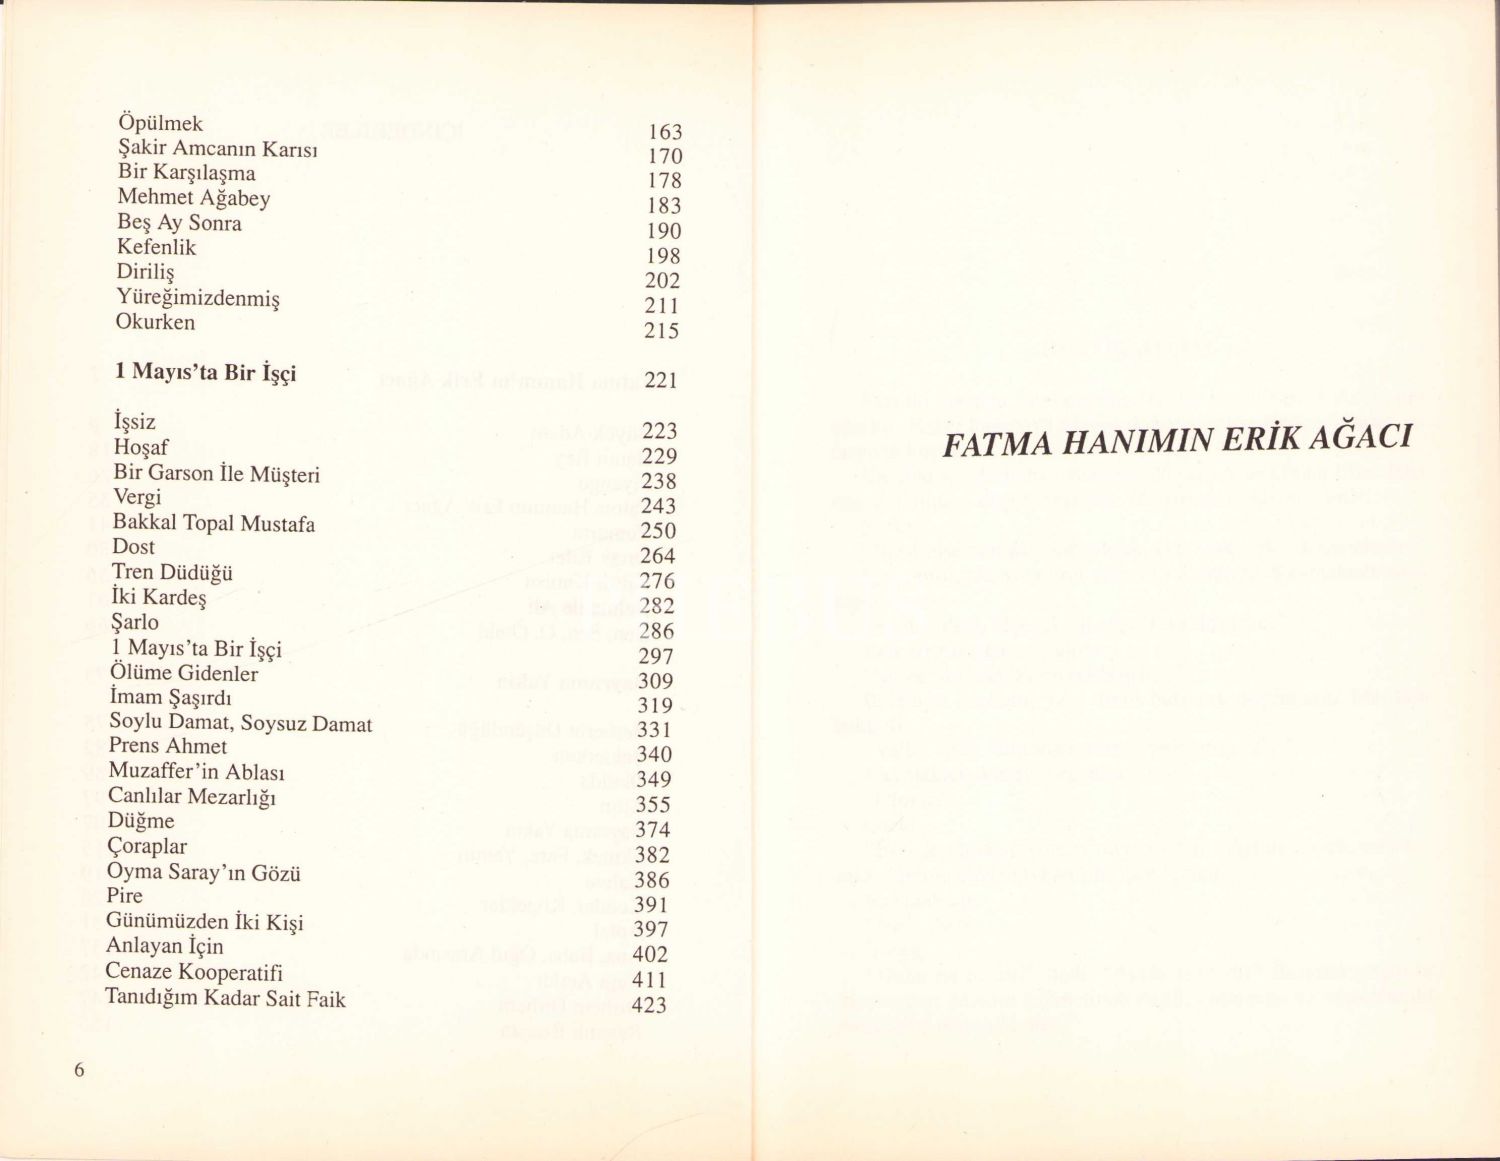 Öpülmek 163
Şakir Amcanın Karısı 170
Bir Karşılaşma 178
Mehmet Ağabey 183
Beş Ay Sonra 190
Kefenlik 198
Diriliş 202
Yüreğimizdenmiş 211
Okurken 215
1 Mayıs'ta Bir İşçi 221
İşsiz 223
Hoşaf 229
Bir Garson İle Müşteri 238
Vergi 243
Bakkal Topal Mustafa 250
Dost 264
Tren Düdüğü 276
İki Kardeş 282
Şarlo 286
1 Mayıs'ta Bir İşçi 297
Ölüme Gidenler 309
İmam Şaşırdı 319
Soylu Damat, Soysuz Damat 331
Prens Ahmet 340
Muzaffer'in Ablası 349
Canlılar Mezarlığı 355
Düğme 374
Çoraplar 382
Oyma Saray'ın Gözü 386
Pire 391
Günümüzden İki Kişi 397
Anlayan İçin 402
Cenaze Kooperatifi 411
Tanıdığım Kadar Sait Faik 423
6
FATMA HANIMIN ERİK AĞACI